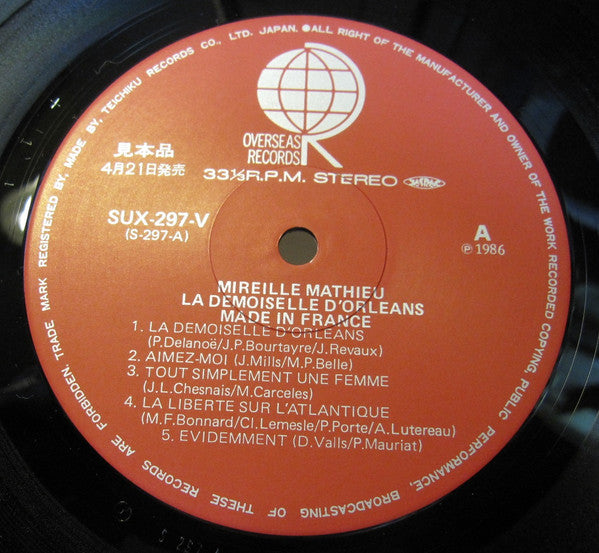 TRADE MARK REGISTERED BY, MADE BY, TEICHIKU RECORDS CO., LTD. JAPAN. ALL RIGHT OF THE MANUFACTURER AND OWNER OF THE WORK RECORDED COPYING, PUBLIC PERFORMANCE, BROADCASTING OF THESE RECORDS ARE FORBIDDEN.
OVERSEAS
RECORDS
見本品
4月21日発売
33⅓R.P.M. STEREO
SUX-297-V
(S-297-A)
A
℗1986
MIREILLE MATHIEU
LA DEMOISELLE D'ORLEANS
MADE IN FRANCE
1. LA DEMOISELLE D'ORLEANS
(P.Delanoë/J.P.Bourtayre/J.Revaux)
2. AIMEZ-MOI (J.Mills/M.P.Belle)
3. TOUT SIMPLEMENT UNE FEMME
(J.L.Chesnais/M.Carceles)
4. LA LIBERTE SUR L'ATLANTIQUE
(M.F.Bonnard/Cl.Lemesle/P.Porte/A.Lutereau)
5. EVIDEMMENT (D.Valls/P.Mauriat)